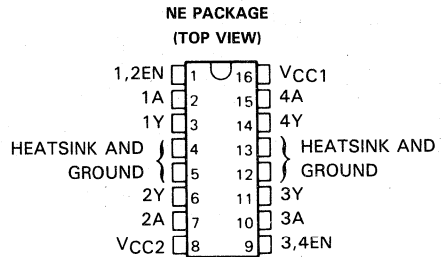 NE PACKAGE
(TOP VIEW)
1,2EN 1 16 VCC1
1A 2 15 4A
1Y 3 14 4Y
HEATSINK AND 4 13 HEATSINK AND
GROUND 5 12 GROUND
2Y 6 11 3Y
2A 7 10 3A
VCC2 8 9 3,4EN